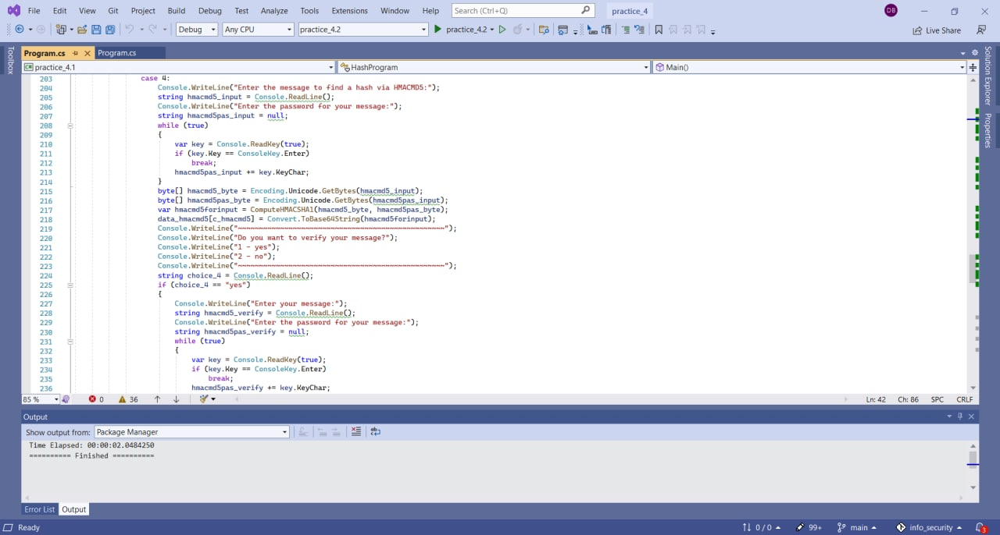 File Edit View Git Project Build Debug Test Analyze Tools Extensions Window Help Search (Ctrl+Q) practice_4 DB
Debug Any CPU practice_4.2 practice_4.2 Live Share
Toolbox
Program.cs Program.cs
practice_4.1 HashProgram Main()
203 case 4:
204 Console.WriteLine("Enter the message to find a hash via HMACMD5:");
205 string hmacmd5_input = Console.ReadLine();
206 Console.WriteLine("Enter the password for your message:");
207 string hmacmd5pas_input = null;
208 while (true)
209 {
210 var key = Console.ReadKey(true);
211 if (key.Key == ConsoleKey.Enter)
212 break;
213 hmacmd5pas_input += key.KeyChar;
214 }
215 byte[] hmacmd5_byte = Encoding.Unicode.GetBytes(hmacmd5_input);
216 byte[] hmacmd5pas_byte = Encoding.Unicode.GetBytes(hmacmd5pas_input);
217 var hmacmd5forinput = ComputeHMACSHA1(hmacmd5_byte, hmacmd5pas_byte);
218 data_hmacmd5[c_hmacmd5] = Convert.ToBase64String(hmacmd5forinput);
219 Console.WriteLine("~~~~~~~~~~~~~~~~~~~~~~~~~~~~~~~~~~~~~~~~~~~~~~~~~");
220 Console.WriteLine("Do you want to verify your message?");
221 Console.WriteLine("1 - yes");
222 Console.WriteLine("2 - no");
223 Console.WriteLine("~~~~~~~~~~~~~~~~~~~~~~~~~~~~~~~~~~~~~~~~~~~~~~~~~");
224 string choice_4 = Console.ReadLine();
225 if (choice_4 == "yes")
226 {
227 Console.WriteLine("Enter your message:");
228 string hmacmd5_verify = Console.ReadLine();
229 Console.WriteLine("Enter the password for your message:");
230 string hmacmd5pas_verify = null;
231 while (true)
232 {
233 var key = Console.ReadKey(true);
234 if (key.Key == ConsoleKey.Enter)
235 break;
236 hmacmd5pas_verify += key.KeyChar;
Solution Explorer
Properties
85 % 0 36 Ln: 42 Ch: 86 SPC CRLF
Output
Show output from: Package Manager
Time Elapsed: 00:00:02.0484250
========== Finished ==========
Error List Output
Ready 0 / 0 99+ main info_security 3